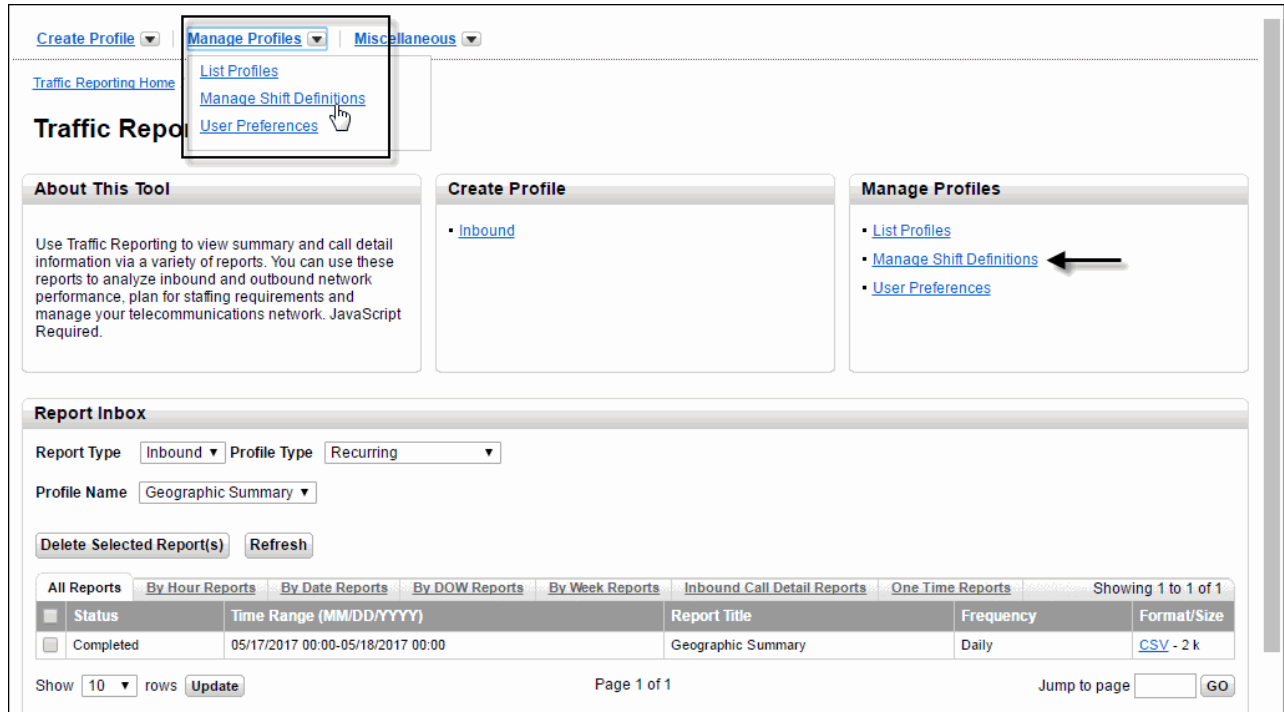 Create Profile Manage Profiles Miscellaneous
List Profiles
Traffic Reporting Home
Manage Shift Definitions
User Preferences
Traffic Repo
About This Tool
Use Traffic Reporting to view summary and call detail
information via a variety of reports. You can use these
reports to analyze inbound and outbound network
performance, plan for staffing requirements and
manage your telecommunications network. JavaScript
Required.
Create Profile
Inbound
Manage Profiles
List Profiles
Manage Shift Definitions
User Preferences
Report Inbox
Report Type Inbound Profile Type Recurring
Profile Name Geographic Summary
Delete Selected Report(s) Refresh
All Reports By Hour Reports By Date Reports By DOW Reports By Week Reports Inbound Call Detail Reports One Time Reports Showing 1 to 1 of 1
Status Time Range (MM/DD/YYYY) Report Title Frequency Format/Size
Completed 05/17/2017 00:00-05/18/2017 00:00 Geographic Summary Daily CSV - 2 k
Show 10 rows Update Page 1 of 1 Jump to page GO